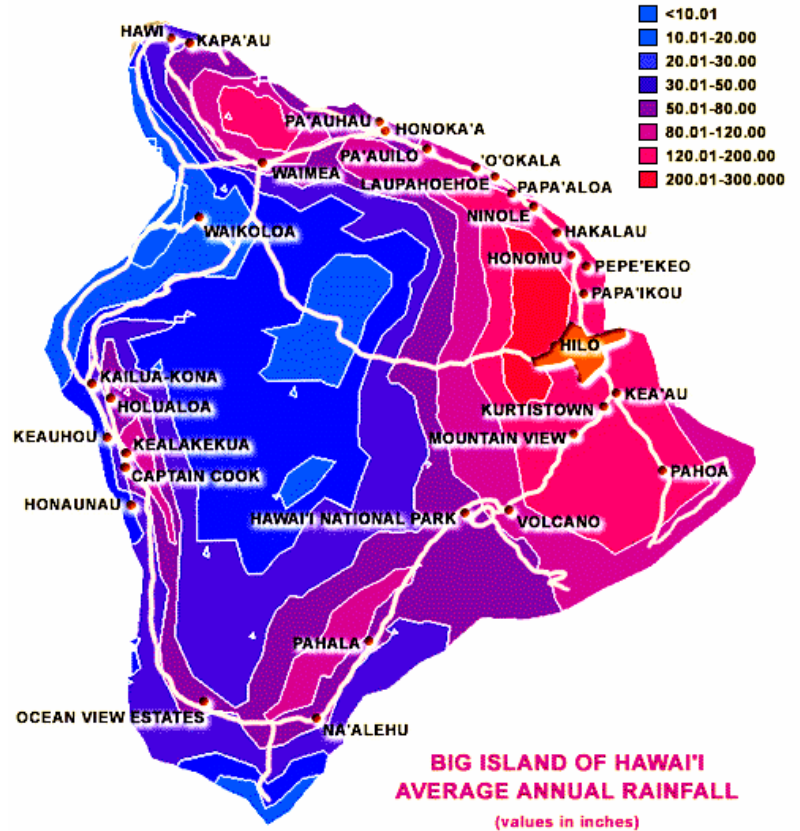 <10.01
10.01-20.00
20.01-30.00
30.01-50.00
50.01-80.00
80.01-120.00
120.01-200.00
200.01-300.000
HAWI
KAPA'AU
PA'AUHAU
HONOKA'A
PA'AUILO
'O'OKALA
WAIMEA
LAUPAHOEHOE
PAPA'ALOA
NINOLE
WAIKOLOA
HAKALAU
HONOMU
PEPE'EKEO
PAPA'IKOU
HILO
KAILUA-KONA
KEA'AU
HOLUALOA
KURTISTOWN
KEAUHOU
KEALAKEKUA
MOUNTAIN VIEW
CAPTAIN COOK
PAHOA
HONAUNAU
HAWAI'I NATIONAL PARK
VOLCANO
PAHALA
OCEAN VIEW ESTATES
NA'ALEHU
BIG ISLAND OF HAWAI'I
AVERAGE ANNUAL RAINFALL
(values in inches)